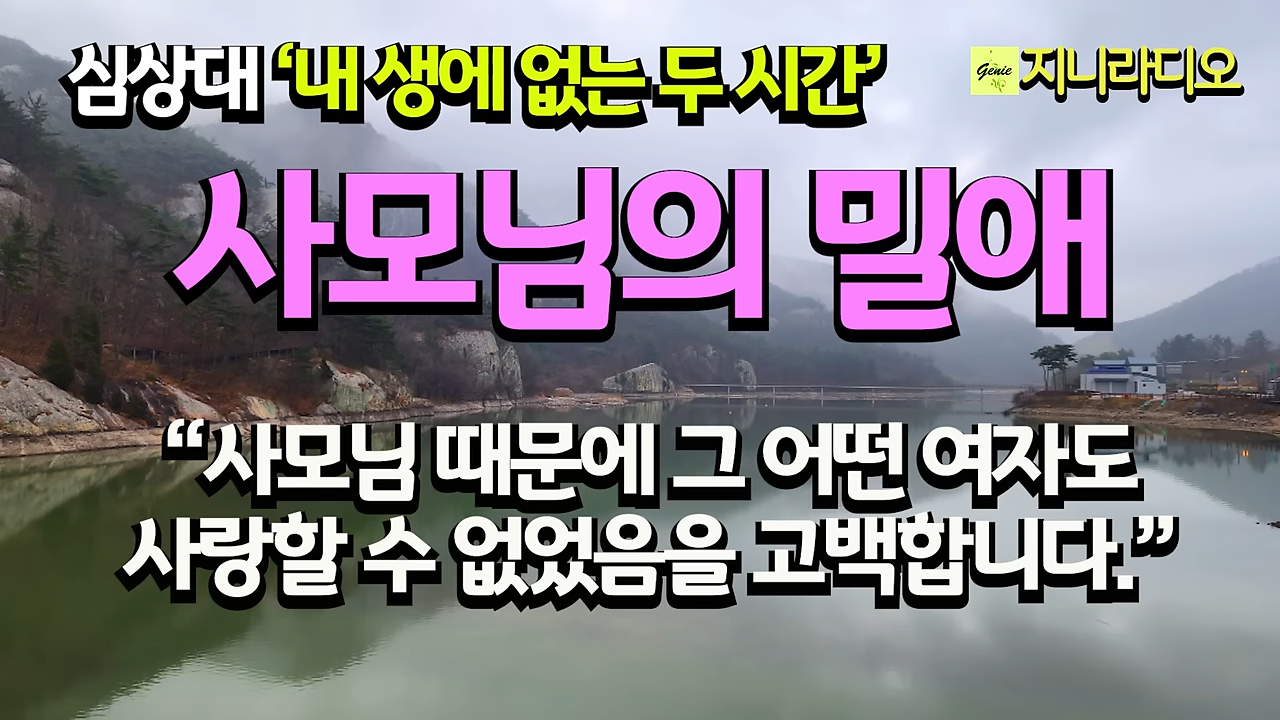 심상대 ‘내 생에 없는 두 시간’
Genie 지니라디오
사모님의 밀애
“사모님 때문에 그 어떤 여자도
사랑할 수 없었음을 고백합니다.”